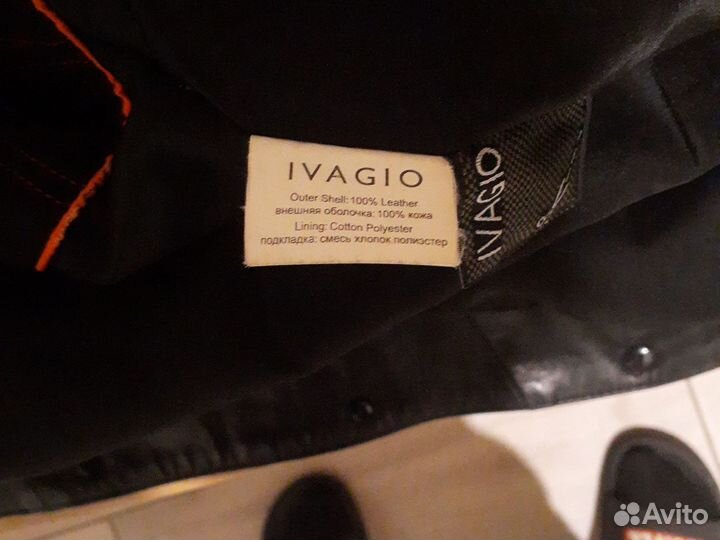 IVAGIO
Outer Shell: 100% Leather
внешняя оболочка: 100% кожа
Lining: Cotton Polyester
подкладка: смесь хлопок полиэстер
IVAGIO
Avito